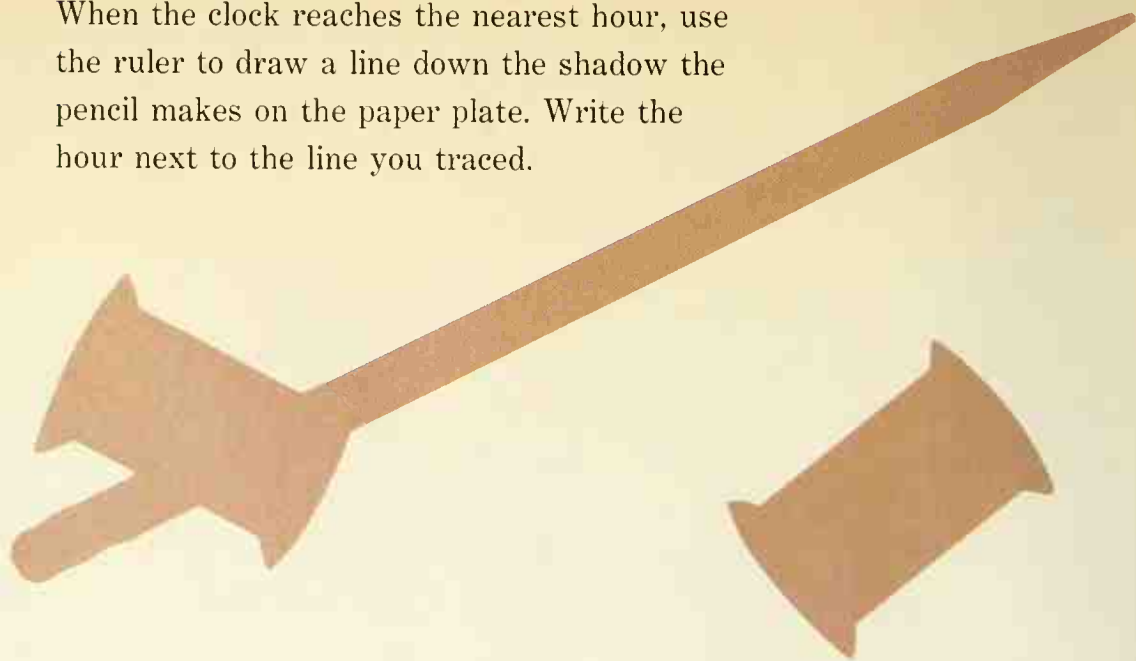 When the clock reaches the nearest hour, use
the ruler to draw a line down the shadow the
pencil makes on the paper plate. Write the
hour next to the line you traced.